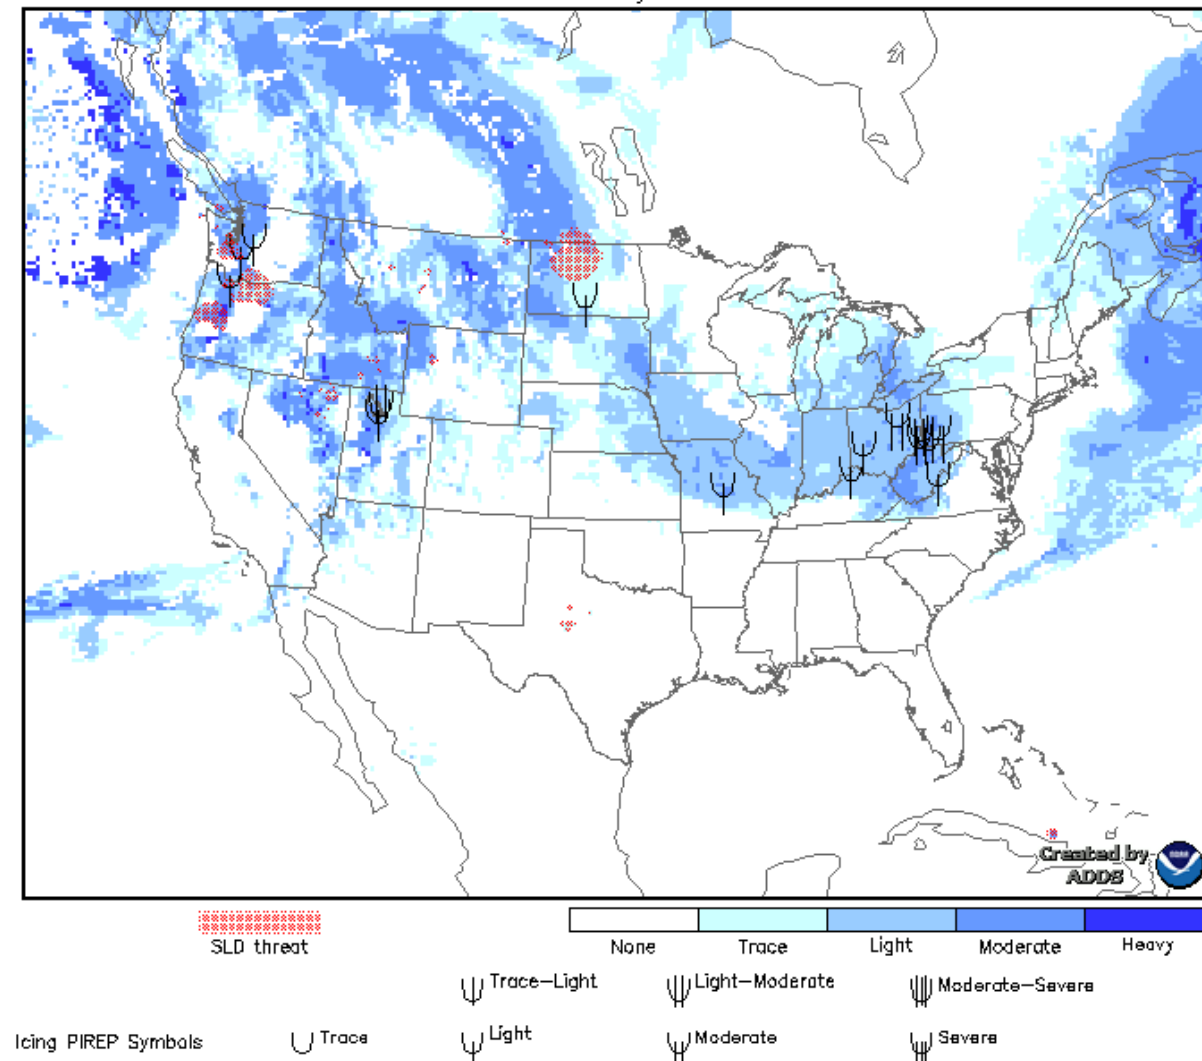 Created by
ADDS
SLD threat
None Trace Light Moderate Heavy
Trace-Light Light-Moderate Moderate-Severe
Icing PIREP Symbols Trace Light Moderate Severe